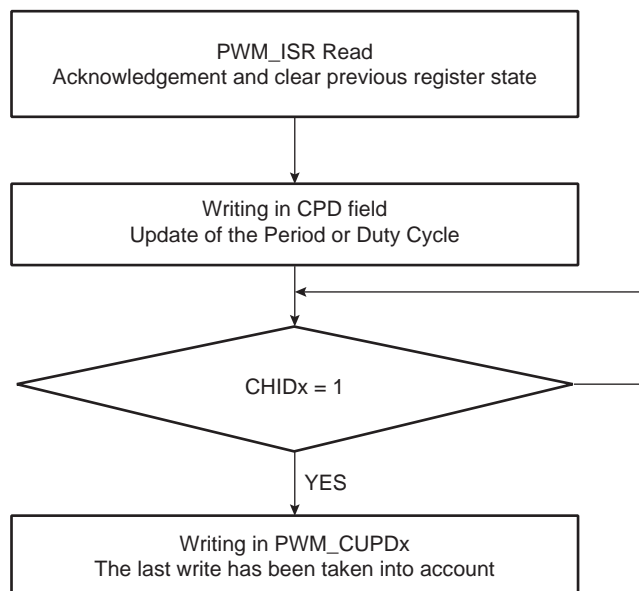 PWM_ISR Read
Acknowledgement and clear previous register state
Writing in CPD field
Update of the Period or Duty Cycle
CHIDx = 1
YES
Writing in PWM_CUPDx
The last write has been taken into account